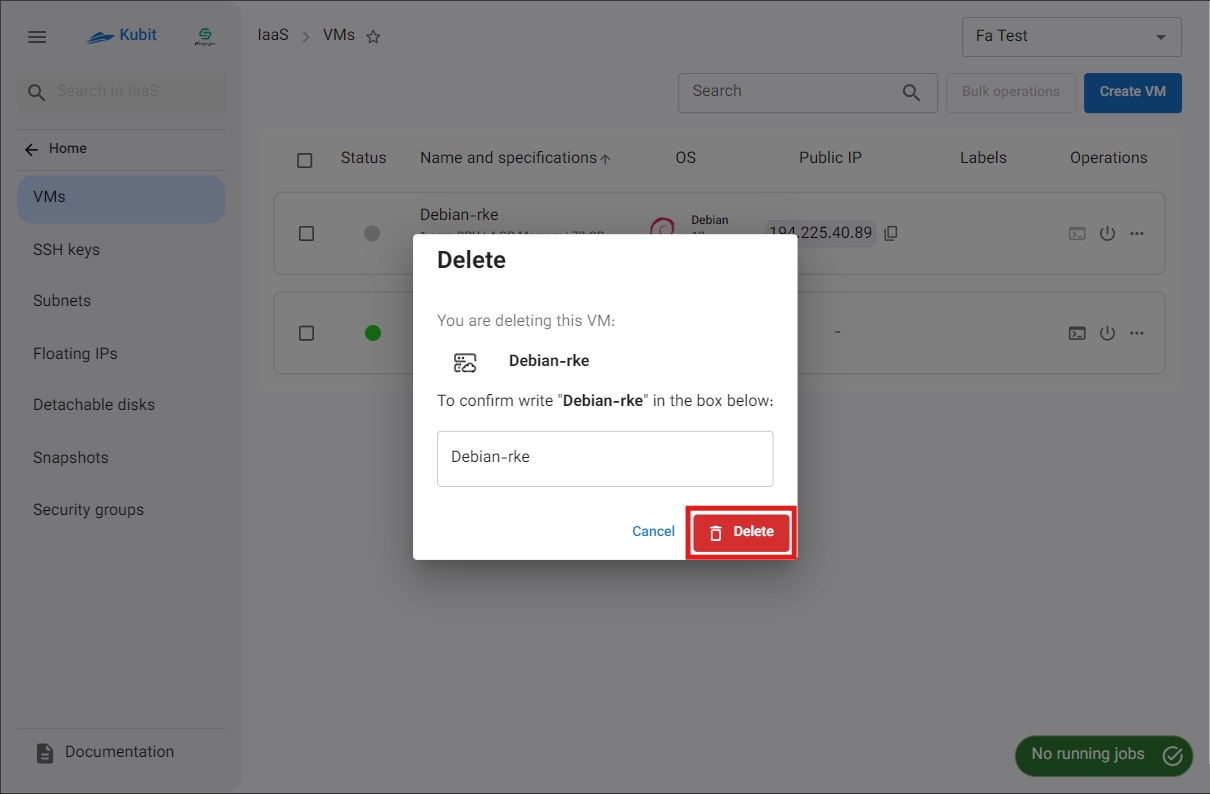 Kubit
IaaS > VMs
Fa Test
Search in IaaS
Search
Bulk operations
Create VM
Home
Status
Name and specifications
OS
Public IP
Labels
Operations
VMs
SSH keys
Subnets
Floating IPs
Detachable disks
Snapshots
Security groups
Debian-rke
Debian
194.225.40.89
-
Delete
You are deleting this VM:
Debian-rke
To confirm write "Debian-rke" in the box below:
Debian-rke
Cancel
Delete
Documentation
No running jobs